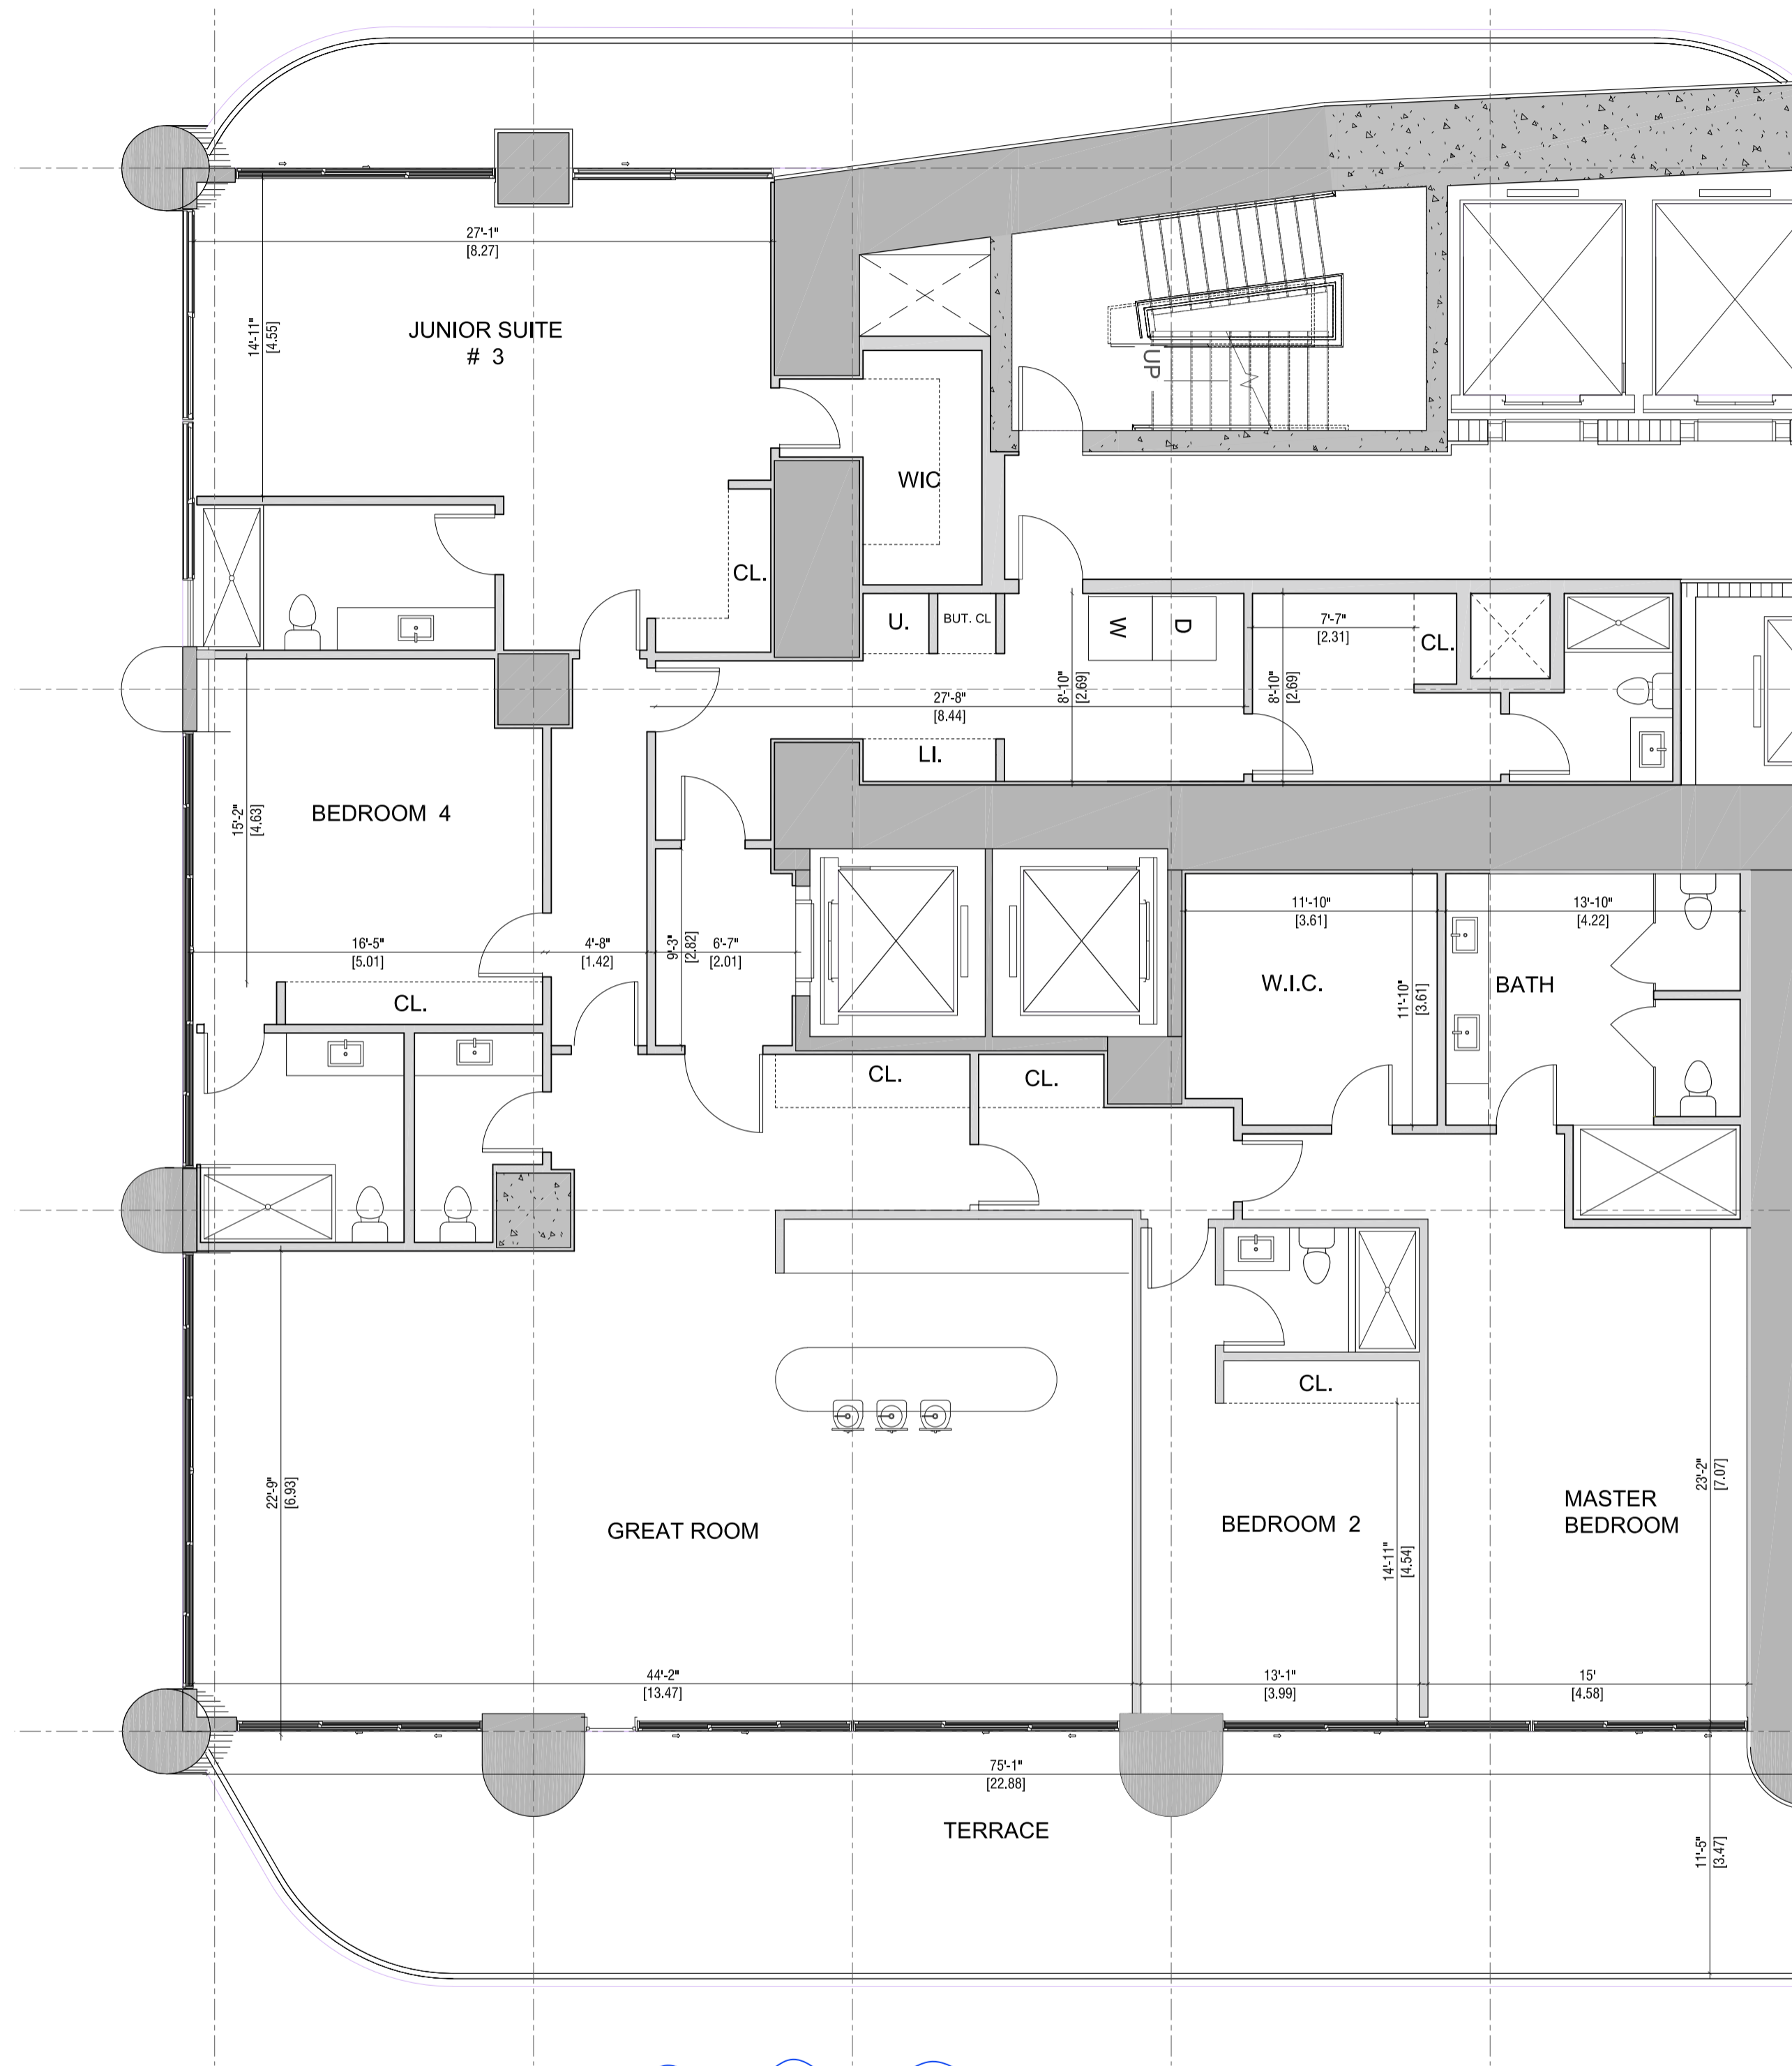 27'-1"
[8.27]
14'-11"
[4.55]
JUNIOR SUITE
# 3
UP
WIC
CL.
U.
BUT. CL
W
D
7'-7"
[2.31]
CL.
8'-10"
[2.69]
8'-10"
[2.69]
27'-8"
[8.44]
LI.
BEDROOM 4
15'-2"
[4.63]
16'-5"
[5.01]
4'-8"
[1.42]
9'-3"
[2.82]
6'-7"
[2.01]
11'-10"
[3.61]
13'-10"
[4.22]
W.I.C.
11'-10"
[3.61]
BATH
CL.
CL.
CL.
CL.
22'-9"
[6.93]
GREAT ROOM
BEDROOM 2
14'-11"
[4.54]
MASTER
BEDROOM
23'-2"
[7.07]
44'-2"
[13.47]
13'-1"
[3.99]
15'
[4.58]
75'-1"
[22.88]
TERRACE
11'-5"
[3.47]